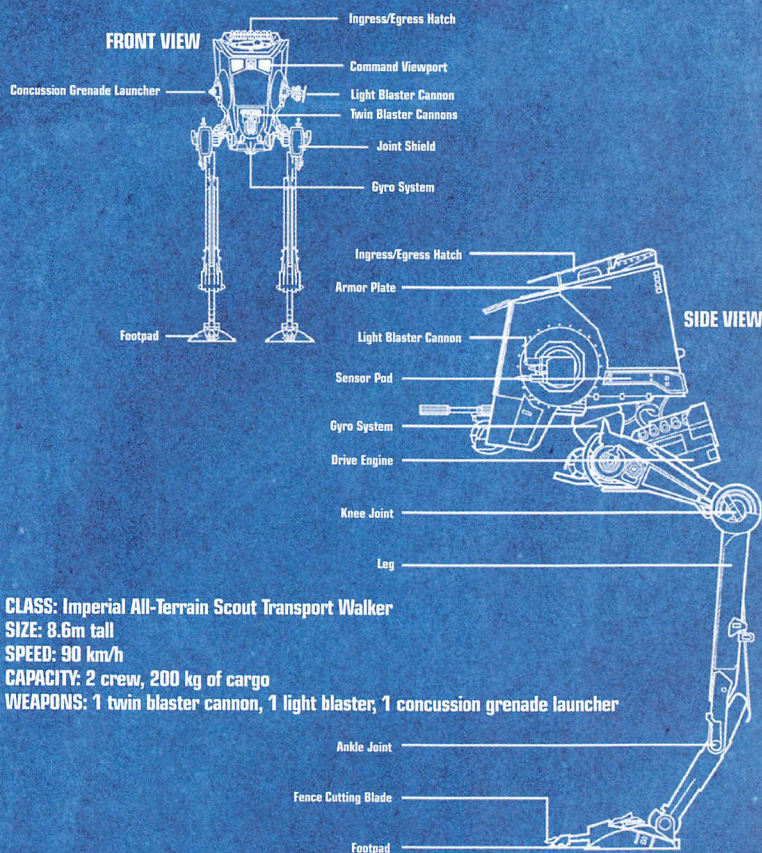 Ingress/Egress Hatch
FRONT VIEW
Command Viewport
Concussion Grenade Launcher
Light Blaster Cannon
Twin Blaster Cannons
Joint Shield
Gyro System
Footpad
Ingress/Egress Hatch
Armor Plate
SIDE VIEW
Light Blaster Cannon
Sensor Pod
Gyro System
Drive Engine
Knee Joint
Leg
CLASS: Imperial All-Terrain Scout Transport Walker
SIZE: 8.6m tall
SPEED: 90 km/h
CAPACITY: 2 crew, 200 kg of cargo
WEAPONS: 1 twin blaster cannon, 1 light blaster, 1 concussion grenade launcher
Ankle Joint
Fence Cutting Blade
Footpad